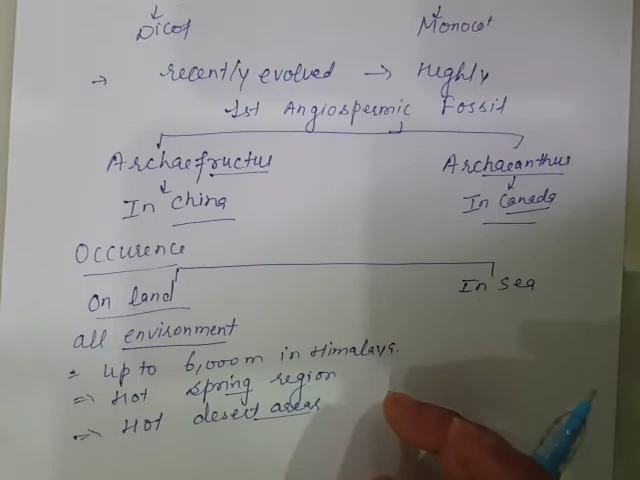 Dicot Monocot
recently evolved → Highly
1st Angiospermic Fossil
Archaefructus Archaeanthus
In China In Canada
Occurence
On land In sea
all environment
Up to 6,000m in Himalaya.
⇒ Hot spring region
⇒ Hot desert areas